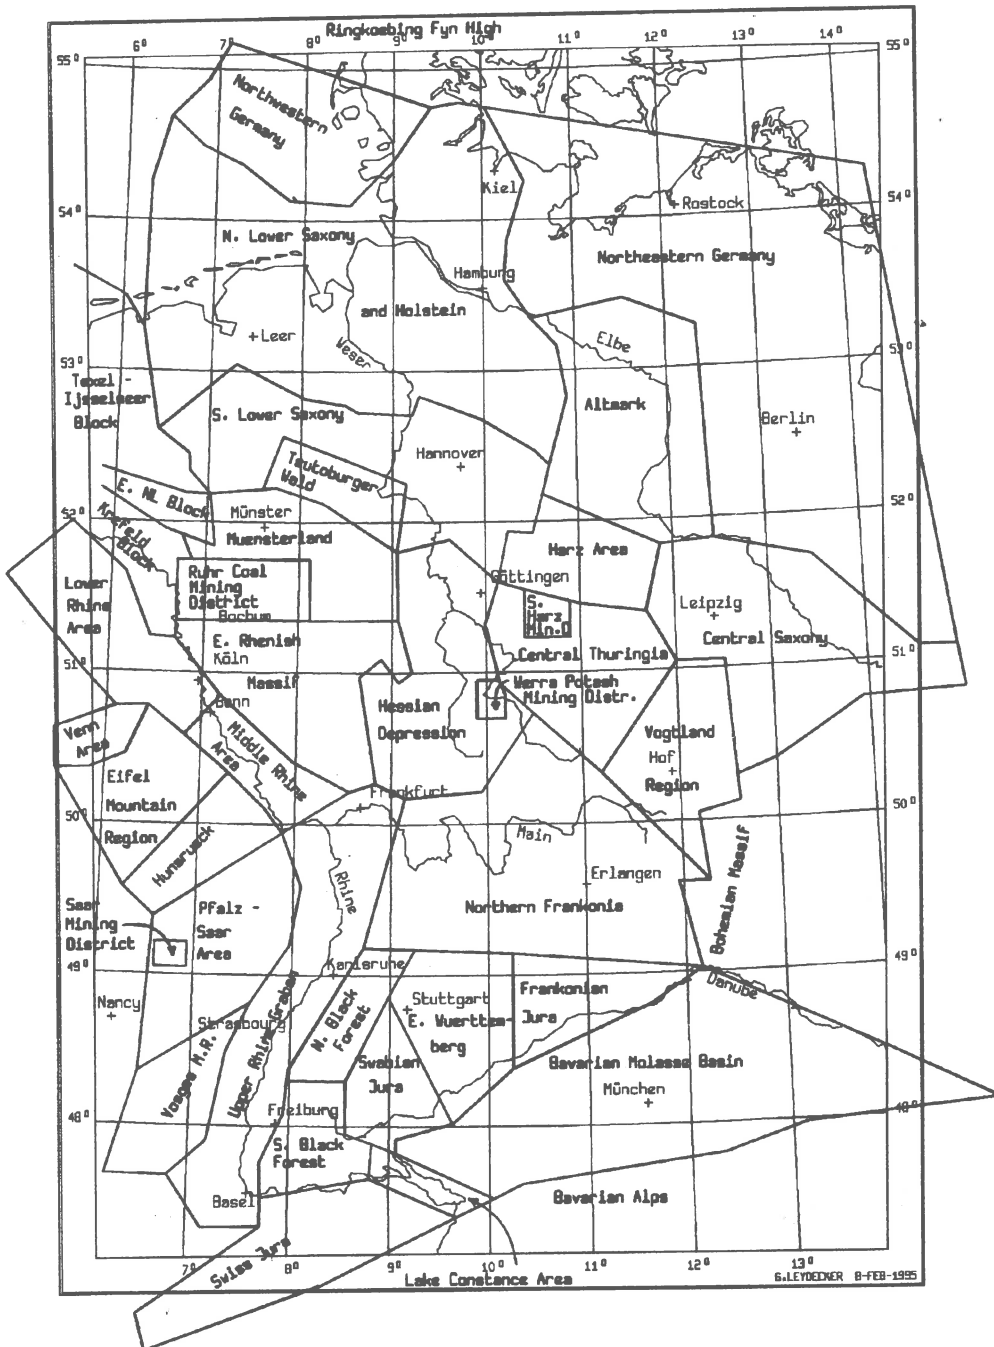 Ringkoebing Fyn High
6° 7° 8° 9° 10° 11° 12° 13° 14°
55° 55°
Northwestern
Germany
Kiel
Rostock
54° 54°
N. Lower Saxony
Northeastern Germany
Hamburg
and Holstein
Leer
Weser
Elbe
53° 53°
Texel -
Ijsselmeer
Block
S. Lower Saxony
Altmark
Berlin
Hannover
Teutoburger
Wald
E. NL Block
52° 52°
Krefeld
Block
Münster
Muensterland
Harz Area
Ruhr Coal
Mining
District
Bochum
Göttingen
Lower
Rhine
Area
S.
Harz
Min.D
Leipzig
E. Rhenish
Massif
Central Saxony
Köln
Central Thuringia
51° 51°
Werra Potash
Mining Distr.
Bonn
Hessian
Depression
Venn
Area
Middle Rhine
Area
Vogtland
Region
Hof
Eifel
Mountain
Region
Frankfurt
50° 50°
Hunsrueck
Main
Rhine
Erlangen
Bohemian Massif
Saar
Mining
District
Pfalz -
Saar
Area
Northern Frankonia
49° 49°
Karlsruhe
Danube
Nancy
Stuttgart
Frankonian
Jura
Strasbourg
Upper Rhine Graben
N. Black
Forest
E. Wuerttem-
berg
Vosges M.R.
Swabian
Jura
Bavarian Molasse Basin
München
48° 48°
Freiburg
S. Black
Forest
Basel
Bavarian Alps
Swiss Jura
7° 8° 9° 10° 11° 12° 13°
Lake Constance Area
G.LEYDECKER 8-FEB-1995